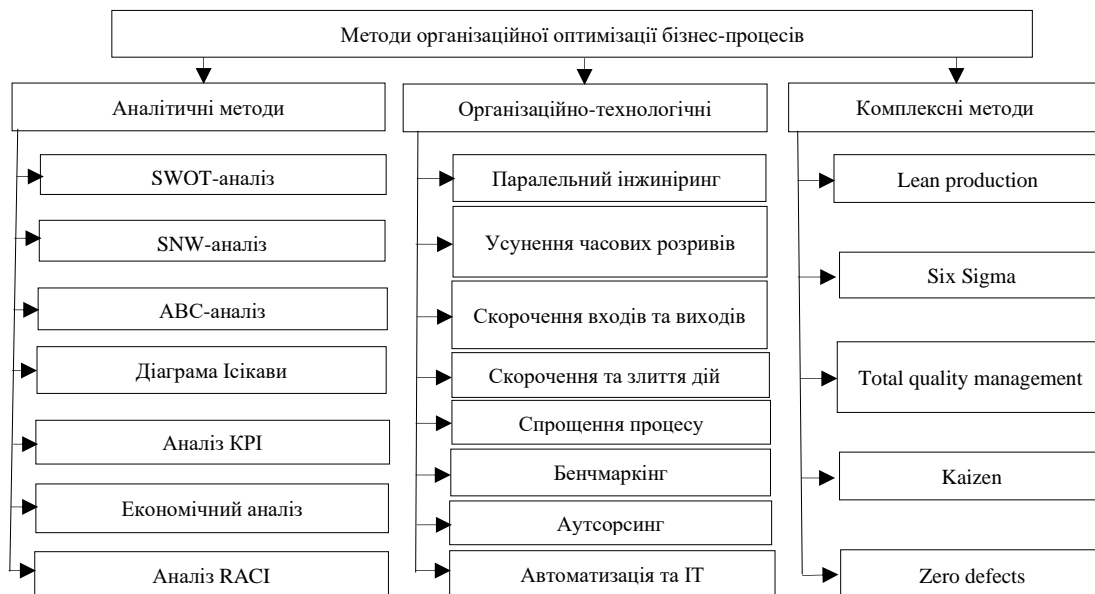 Методи організаційної оптимізації бізнес-процесів
Аналітичні методи
SWOT-аналіз
SNW-аналіз
ABC-аналіз
Діаграма Ісікави
Аналіз KPI
Економічний аналіз
Аналіз RACI
Організаційно-технологічні
Паралельний інжиніринг
Усунення часових розривів
Скорочення входів та виходів
Скорочення та злиття дій
Спрощення процесу
Бенчмаркінг
Аутсорсинг
Автоматизація та ІТ
Комплексні методи
Lean production
Six Sigma
Total quality management
Kaizen
Zero defects